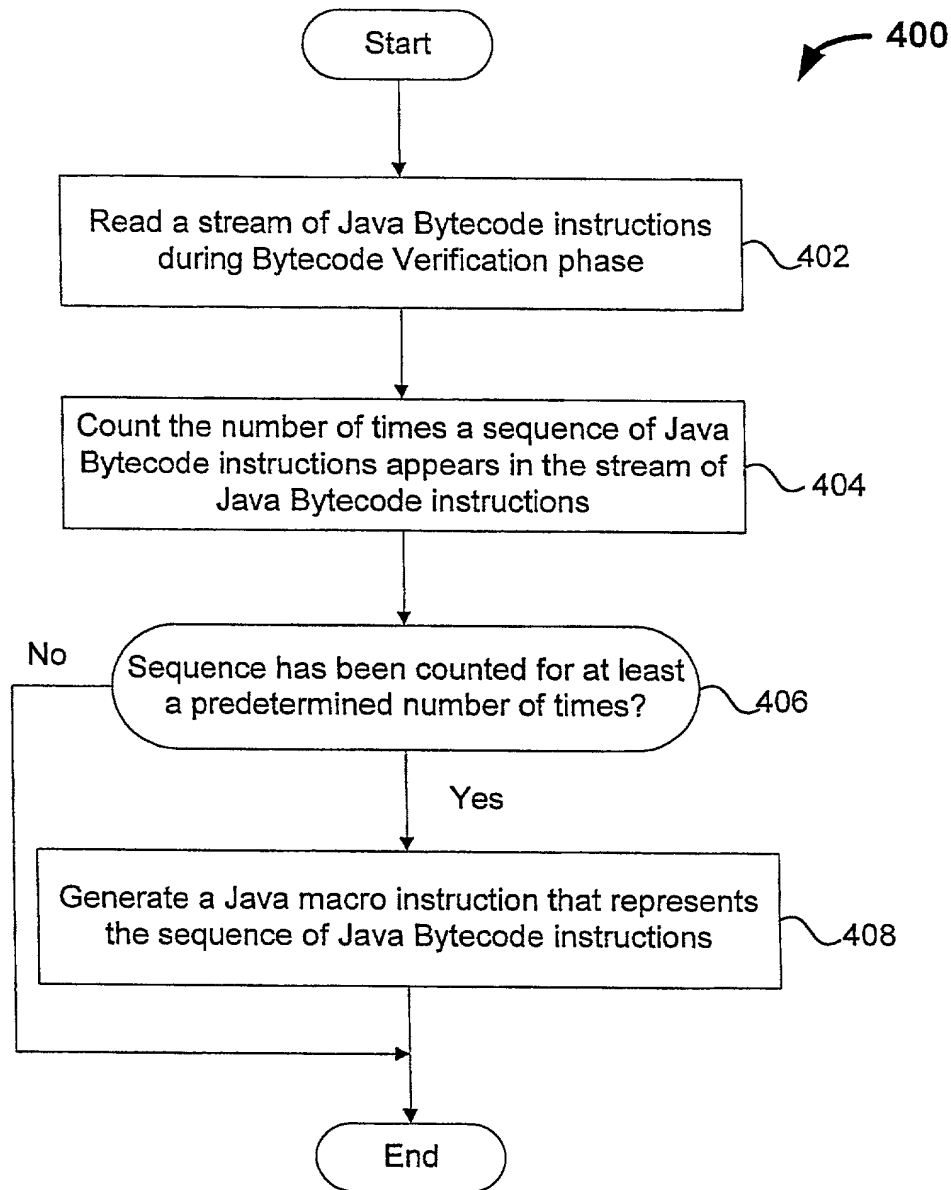 Start
400
Read a stream of Java Bytecode instructions
during Bytecode Verification phase
402
Count the number of times a sequence of Java
Bytecode instructions appears in the stream of
Java Bytecode instructions
404
No
Sequence has been counted for at least
a predetermined number of times?
406
Yes
Generate a Java macro instruction that represents
the sequence of Java Bytecode instructions
408
End